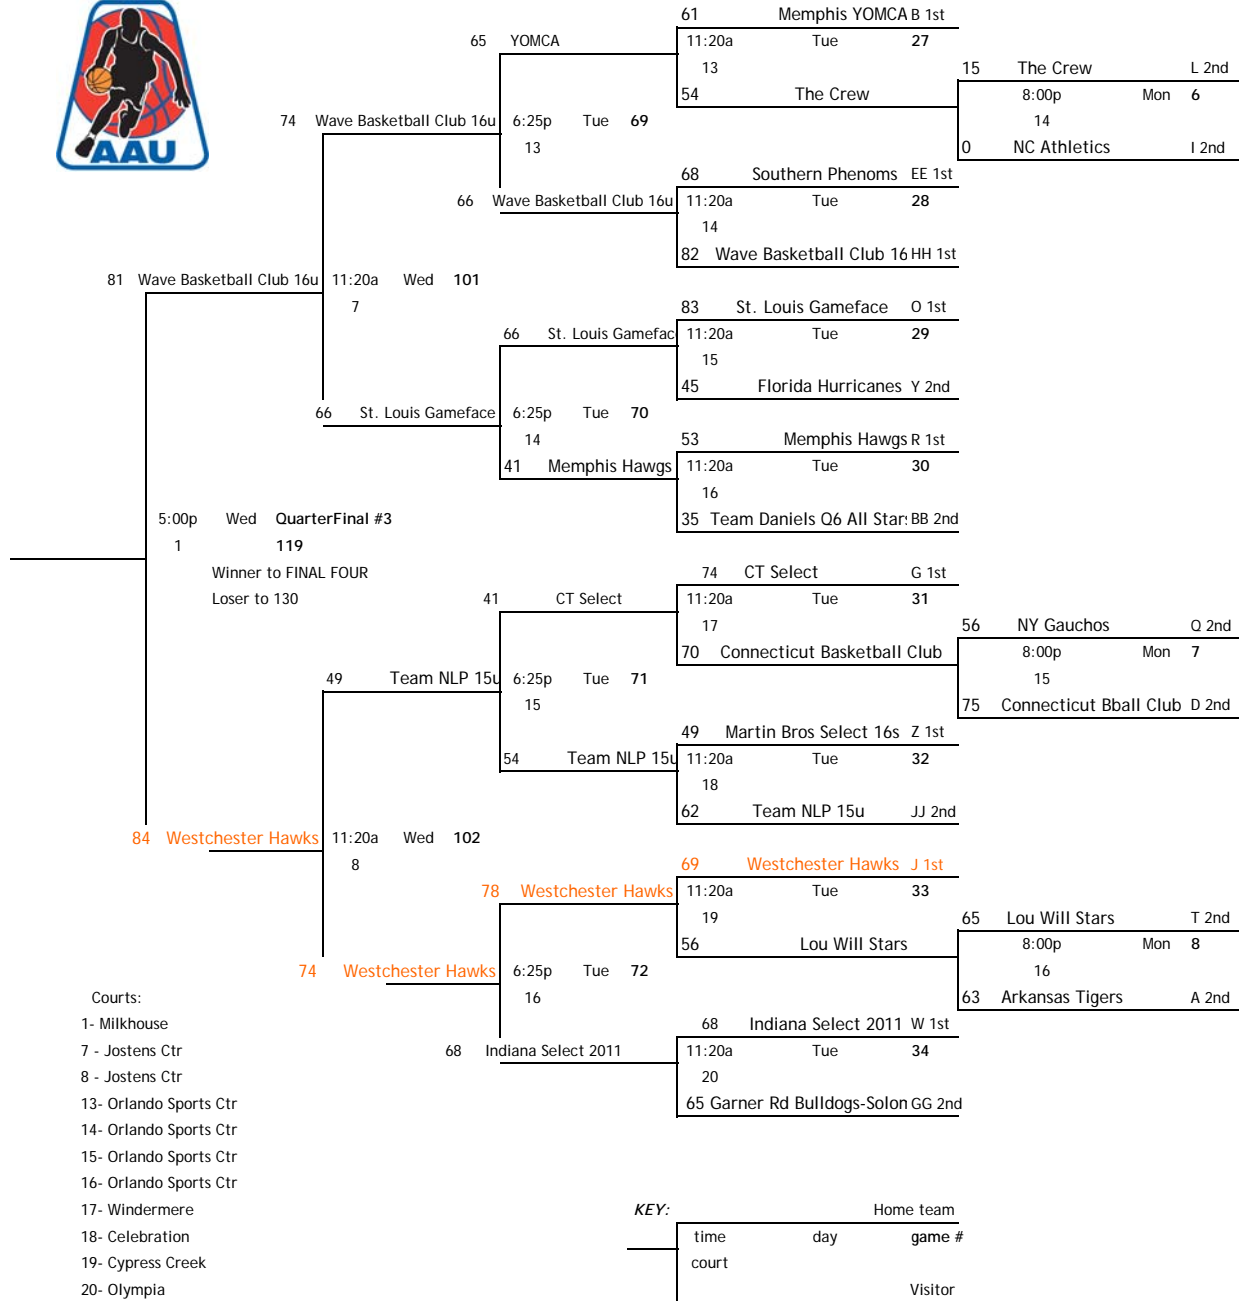 61 Memphis YOMCA B 1st
65 YOMCA 11:20a Tue 27
13 15 The Crew L 2nd
54 The Crew 8:00p Mon 6
74 Wave Basketball Club 16u 6:25p Tue 69 14
AAU 13 0 NC Athletics I 2nd
68 Southern Phenoms EE 1st
66 Wave Basketball Club 16u 11:20a Tue 28
14
82 Wave Basketball Club 16 HH 1st
81 Wave Basketball Club 16u 11:20a Wed 101
7 83 St. Louis Gameface O 1st
66 St. Louis Gamefac 11:20a Tue 29
15
45 Florida Hurricanes Y 2nd
66 St. Louis Gameface 6:25p Tue 70
14 53 Memphis Hawgs R 1st
41 Memphis Hawgs 11:20a Tue 30
16
5:00p Wed QuarterFinal #3 35 Team Daniels Q6 All Stars BB 2nd
1 119
Winner to FINAL FOUR 74 CT Select G 1st
Loser to 130 41 CT Select 11:20a Tue 31
17 56 NY Gauchos Q 2nd
70 Connecticut Basketball Club 8:00p Mon 7
49 Team NLP 15u 6:25p Tue 71 15
15 75 Connecticut Bball Club D 2nd
49 Martin Bros Select 16s Z 1st
54 Team NLP 15u 11:20a Tue 32
18
62 Team NLP 15u JJ 2nd
84 Westchester Hawks 11:20a Wed 102
8 69 Westchester Hawks J 1st
78 Westchester Hawks 11:20a Tue 33
19 65 Lou Will Stars T 2nd
56 Lou Will Stars 8:00p Mon 8
74 Westchester Hawks 6:25p Tue 72 16
Courts: 16 63 Arkansas Tigers A 2nd
1- Milkhouse 68 Indiana Select 2011 W 1st
7 - Jostens Ctr 68 Indiana Select 2011 11:20a Tue 34
8 - Jostens Ctr 20
13- Orlando Sports Ctr 65 Garner Rd Bulldogs-Solon GG 2nd
14- Orlando Sports Ctr
15- Orlando Sports Ctr
16- Orlando Sports Ctr
17- Windermere KEY: Home team
18- Celebration time day game #
19- Cypress Creek court
20- Olympia Visitor